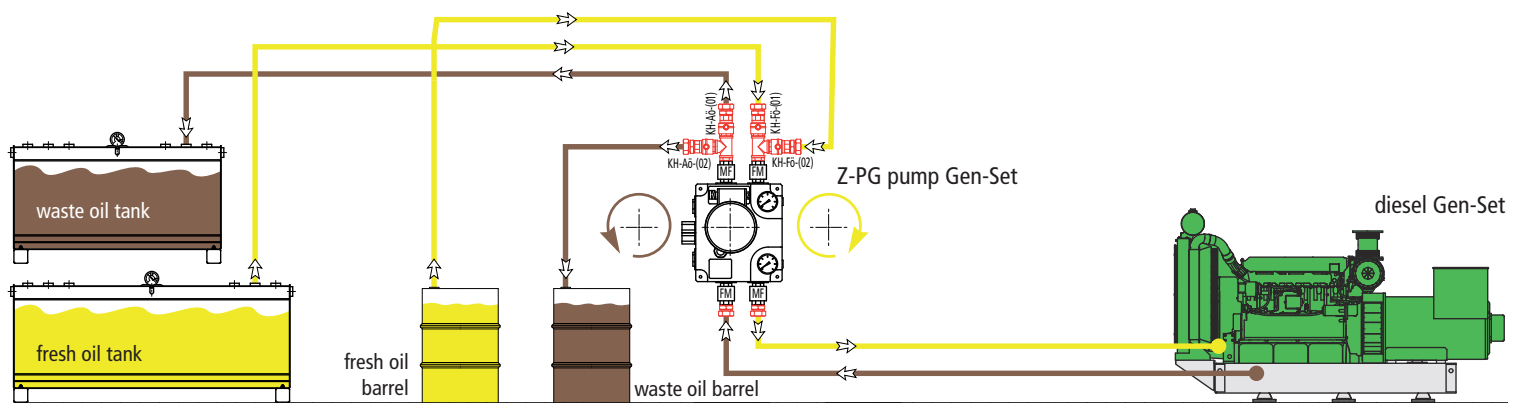 KH-Aö-(01)
KH-Fö-(01)
KH-Aö-(02)
KH-Fö-(02)
MF
FM
Z-PG pump Gen-Set
waste oil tank
diesel Gen-Set
FM
MF
fresh oil tank
fresh oil
barrel
waste oil barrel